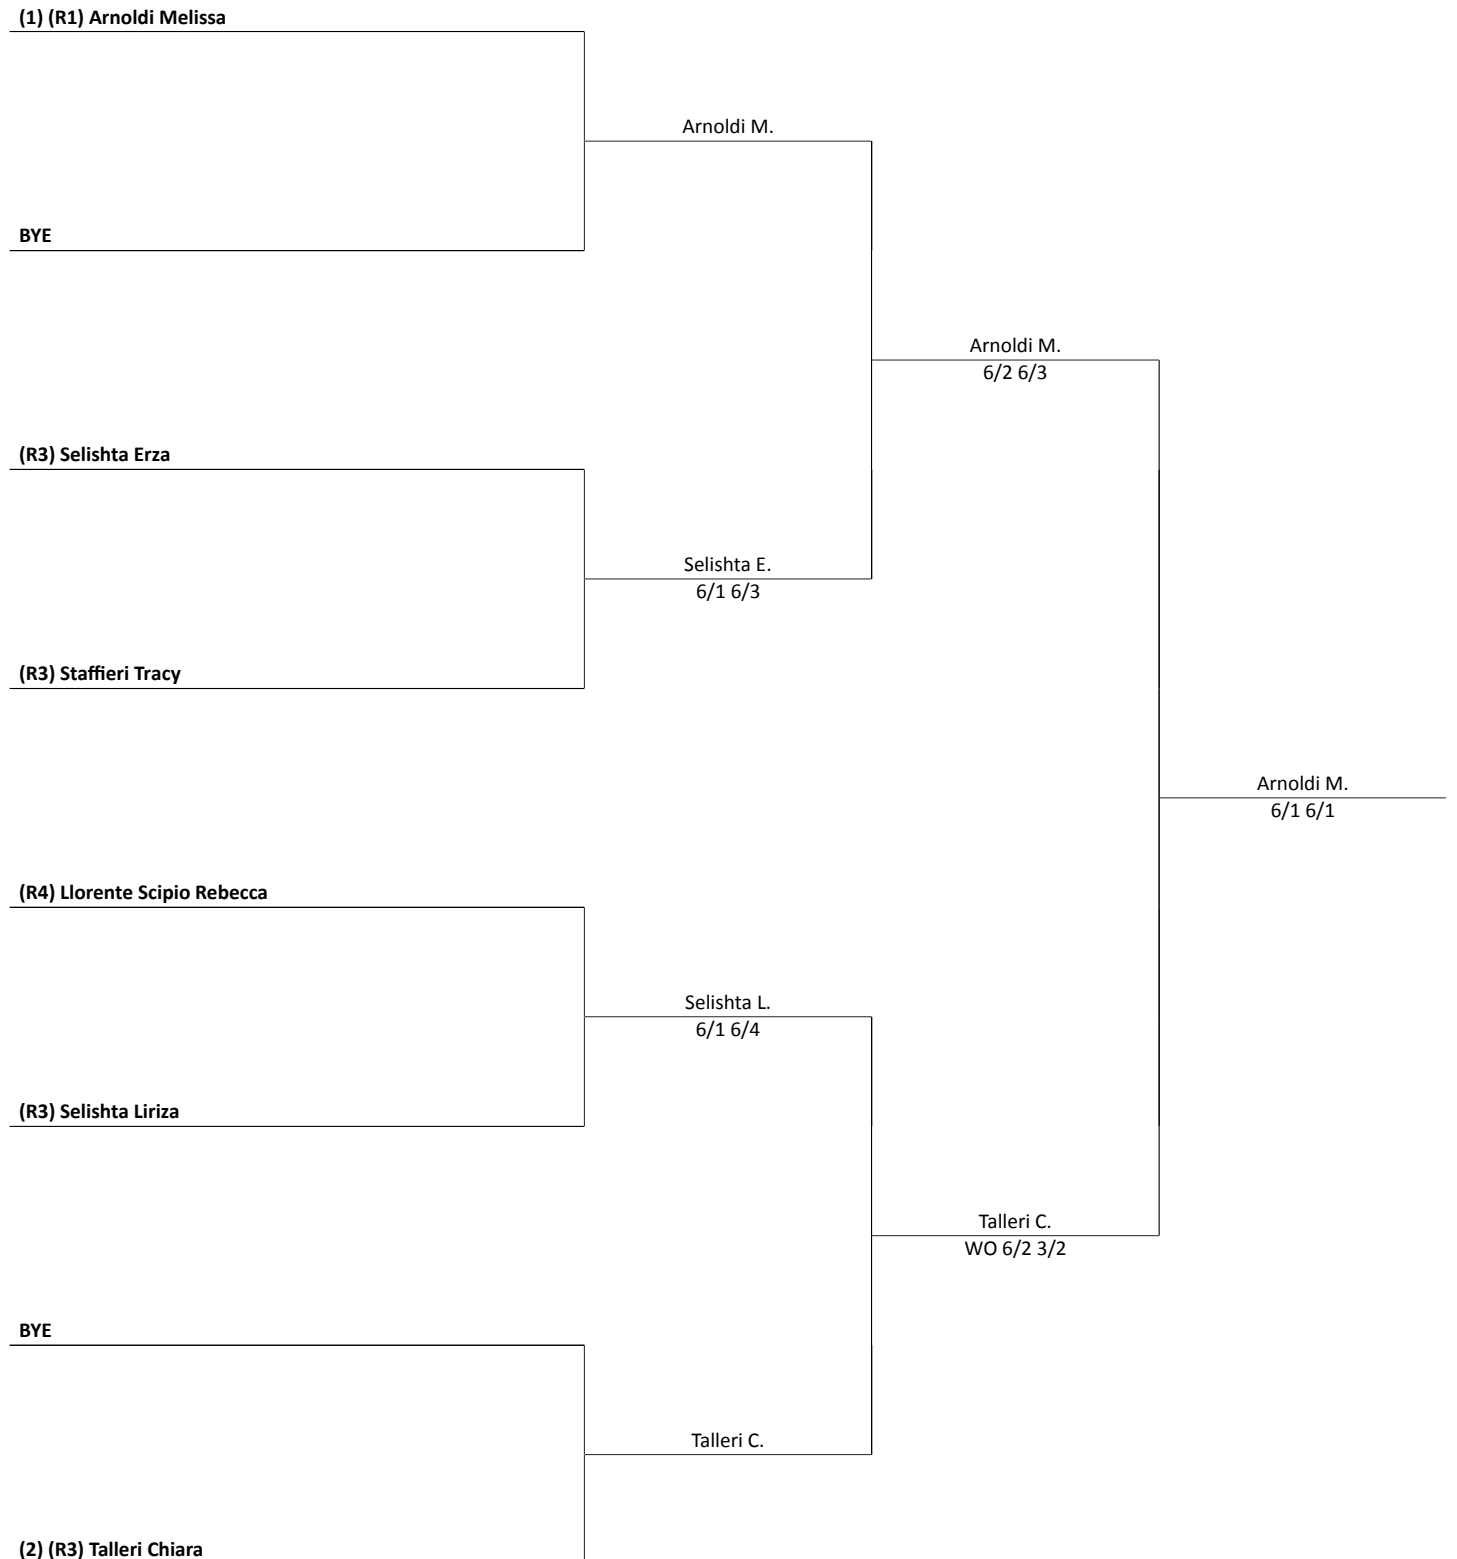 (1) (R1) Arnoldi Melissa
Arnoldi M.
BYE
Arnoldi M.
6/2 6/3
(R3) Selishta Erza
Selishta E.
6/1 6/3
(R3) Staffieri Tracy
Arnoldi M.
6/1 6/1
(R4) Llorente Scipio Rebecca
Selishta L.
6/1 6/4
(R3) Selishta Liriza
Talleri C.
WO 6/2 3/2
BYE
Talleri C.
(2) (R3) Talleri Chiara